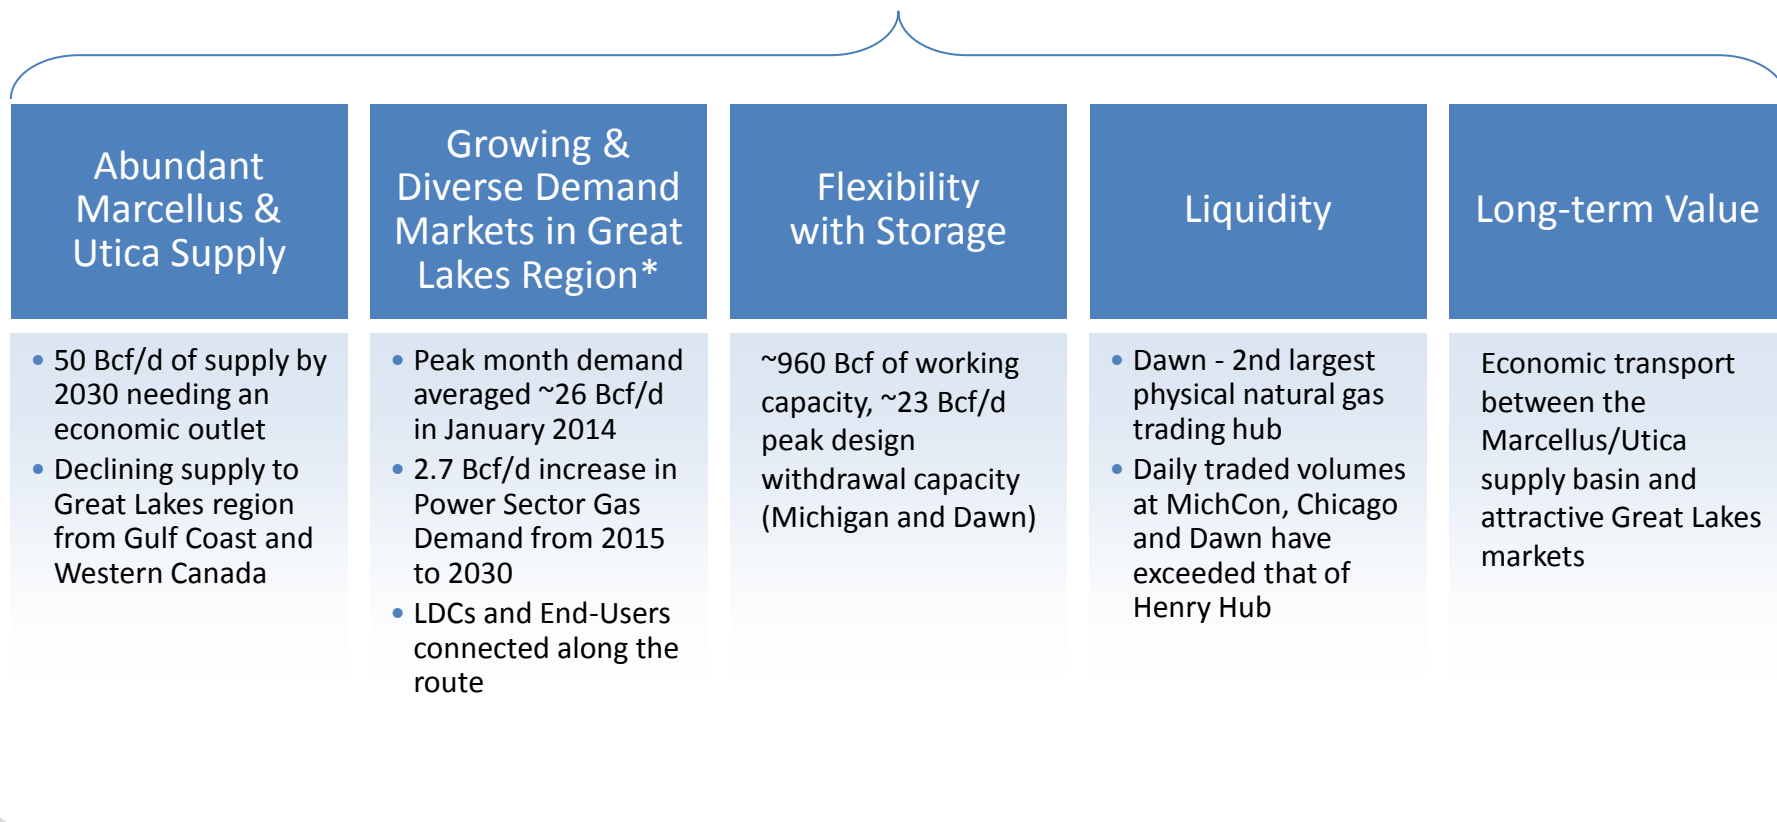 Abundant
Marcellus &
Utica Supply
• 50 Bcf/d of supply by
2030 needing an
economic outlet
• Declining supply to
Great Lakes region
from Gulf Coast and
Western Canada
Growing &
Diverse Demand
Markets in Great
Lakes Region*
• Peak month demand
averaged ~26 Bcf/d
in January 2014
• 2.7 Bcf/d increase in
Power Sector Gas
Demand from 2015
to 2030
• LDCs and End-Users
connected along the
route
Flexibility
with Storage
~960 Bcf of working
capacity, ~23 Bcf/d
peak design
withdrawal capacity
(Michigan and Dawn)
Liquidity
• Dawn - 2nd largest
physical natural gas
trading hub
• Daily traded volumes
at MichCon, Chicago
and Dawn have
exceeded that of
Henry Hub
Long-term Value
Economic transport
between the
Marcellus/Utica
supply basin and
attractive Great Lakes
markets